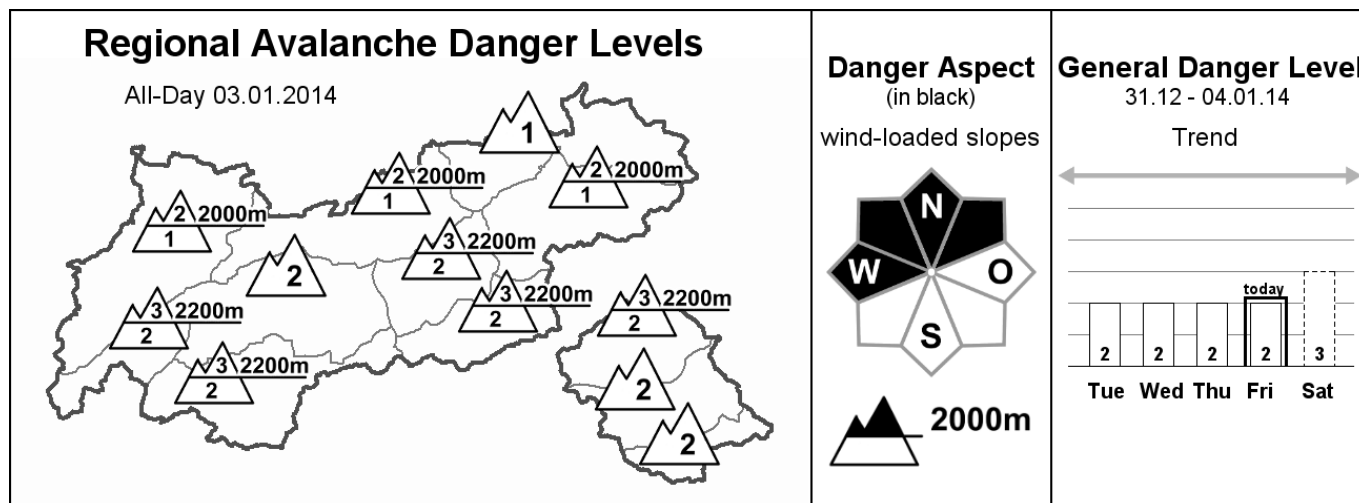 Regional Avalanche Danger Levels
All-Day 03.01.2014
1
2 2000m
1
2 2000m
1
2 2000m
1
3 2200m
2
2
3 2200m
2
3 2200m
2
3 2200m
2
3 2200m
2
2
2
Danger Aspect
(in black)
wind-loaded slopes
N
W
O
S
2000m
General Danger Level
31.12 - 04.01.14
Trend
today
2 2 2 2 3
Tue Wed Thu Fri Sat